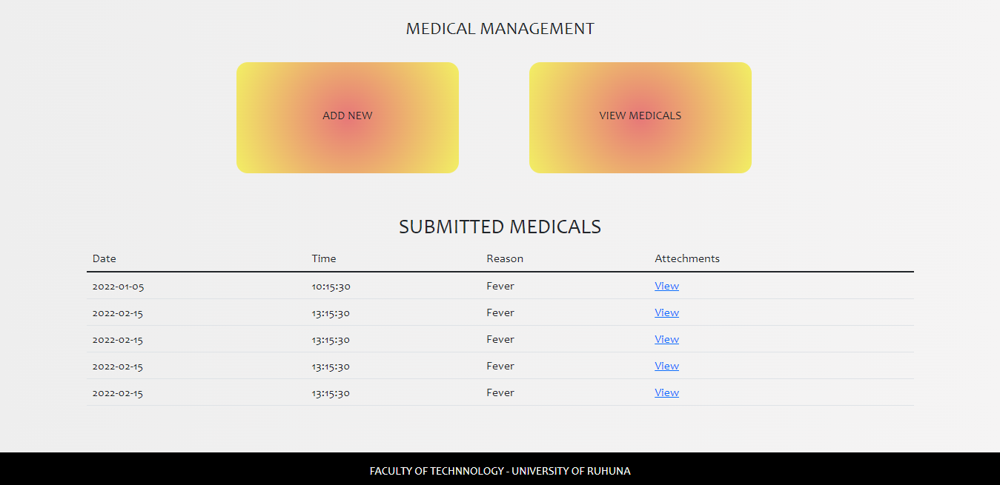 MEDICAL MANAGEMENT
ADD NEW VIEW MEDICALS
SUBMITTED MEDICALS
Date Time Reason Attechments
2022-01-05 10:15:30 Fever View
2022-02-15 13:15:30 Fever View
2022-02-15 13:15:30 Fever View
2022-02-15 13:15:30 Fever View
2022-02-15 13:15:30 Fever View
FACULTY OF TECHNNOLOGY - UNIVERSITY OF RUHUNA